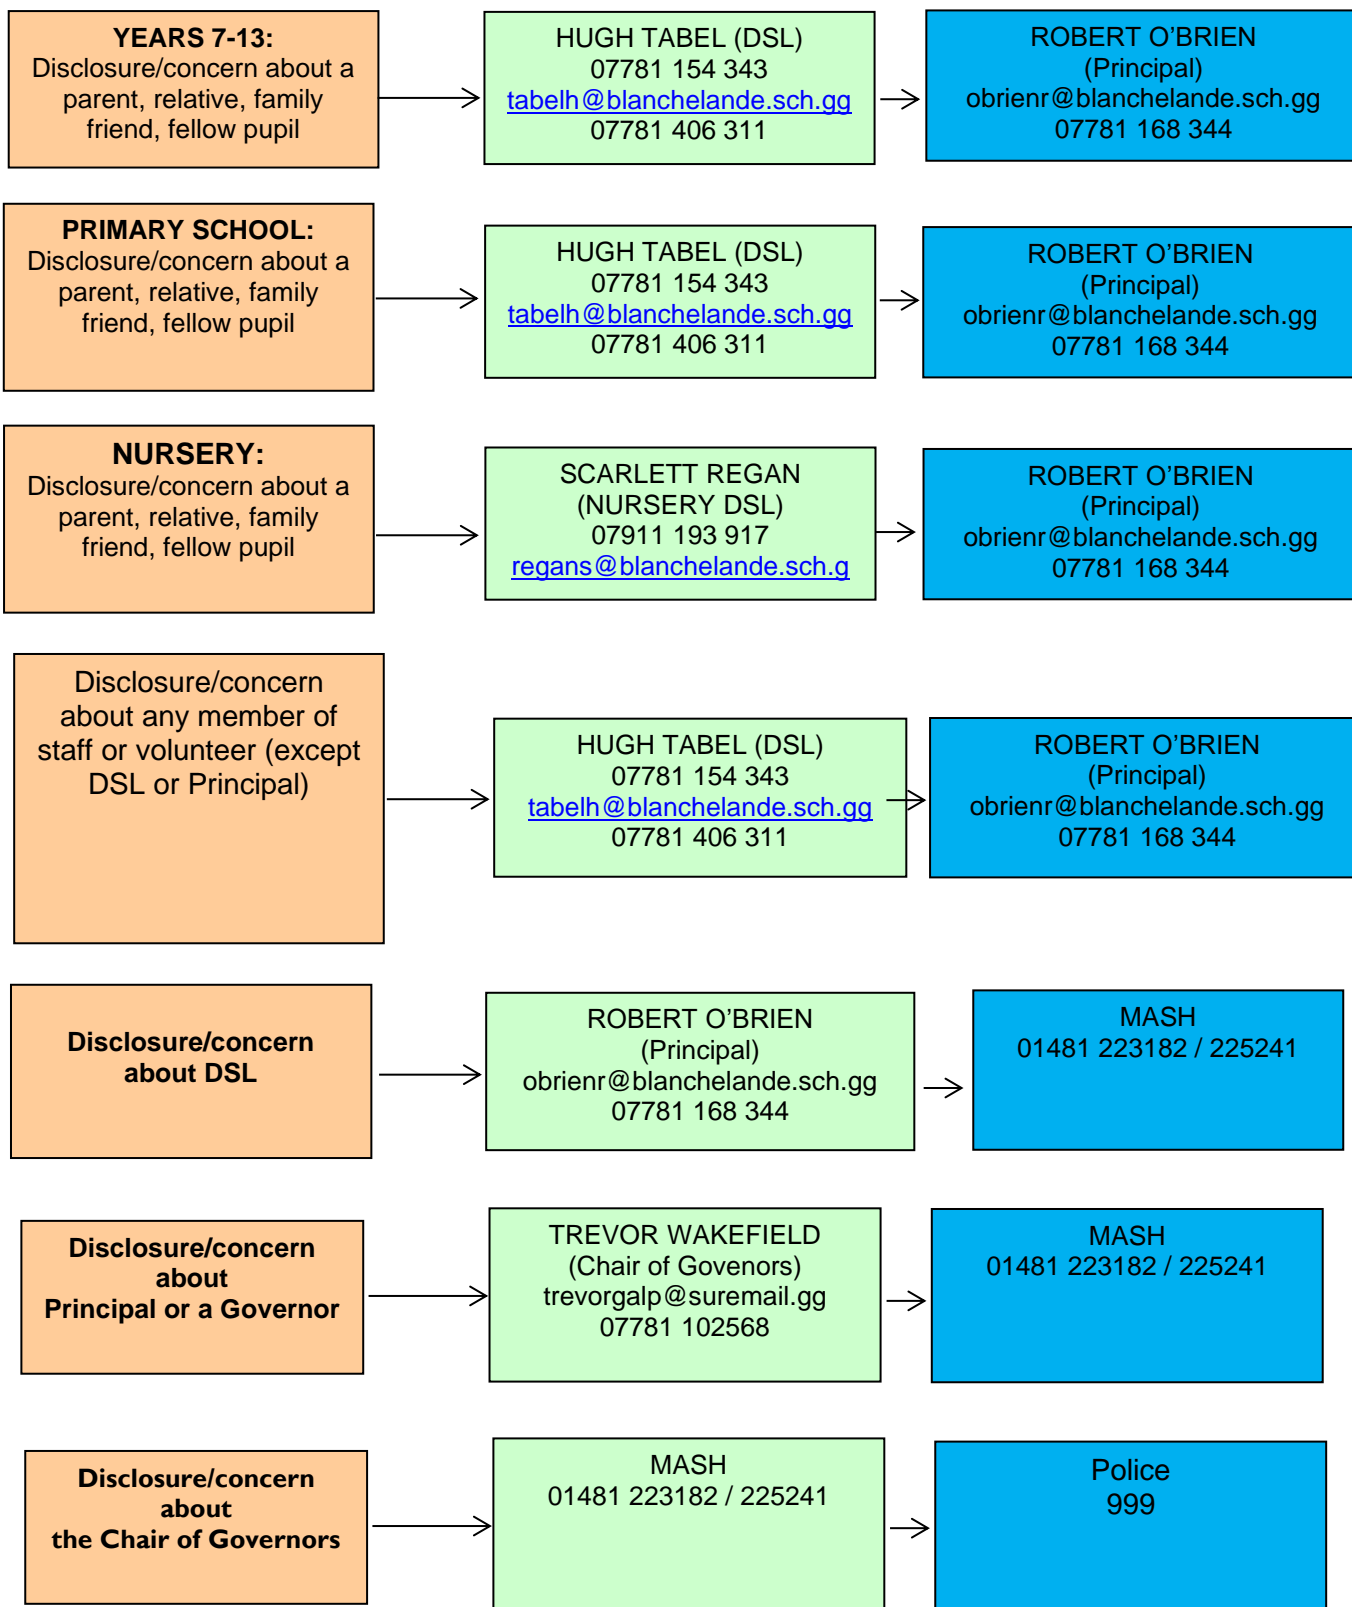 YEARS 7-13:
Disclosure/concern about a
parent, relative, family
friend, fellow pupil
HUGH TABEL (DSL)
07781 154 343
tabelh@blanchelande.sch.gg
07781 406 311
ROBERT O’BRIEN
(Principal)
obrienr@blanchelande.sch.gg
07781 168 344
PRIMARY SCHOOL:
Disclosure/concern about a
parent, relative, family
friend, fellow pupil
HUGH TABEL (DSL)
07781 154 343
tabelh@blanchelande.sch.gg
07781 406 311
ROBERT O’BRIEN
(Principal)
obrienr@blanchelande.sch.gg
07781 168 344
NURSERY:
Disclosure/concern about a
parent, relative, family
friend, fellow pupil
SCARLETT REGAN
(NURSERY DSL)
07911 193 917
regans@blanchelande.sch.g
ROBERT O’BRIEN
(Principal)
obrienr@blanchelande.sch.gg
07781 168 344
Disclosure/concern
about any member of
staff or volunteer (except
DSL or Principal)
HUGH TABEL (DSL)
07781 154 343
tabelh@blanchelande.sch.gg
07781 406 311
ROBERT O’BRIEN
(Principal)
obrienr@blanchelande.sch.gg
07781 168 344
Disclosure/concern
about DSL
ROBERT O’BRIEN
(Principal)
obrienr@blanchelande.sch.gg
07781 168 344
MASH
01481 223182 / 225241
Disclosure/concern
about
Principal or a Governor
TREVOR WAKEFIELD
(Chair of Govenors)
trevorgalp@suremail.gg
07781 102568
MASH
01481 223182 / 225241
Disclosure/concern
about
the Chair of Governors
MASH
01481 223182 / 225241
Police
999